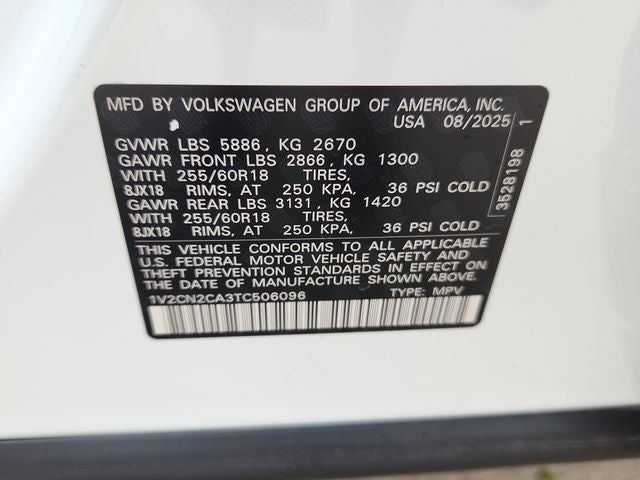 MFD BY VOLKSWAGEN GROUP OF AMERICA, INC.
USA 08/2025
GVWR LBS 5886, KG 2670
GAWR FRONT LBS 2866, KG 1300
WITH 255/60R18 TIRES,
8JX18 RIMS, AT 250 KPA, 36 PSI COLD
GAWR REAR LBS 3131, KG 1420
WITH 255/60R18 TIRES,
8JX18 RIMS, AT 250 KPA, 36 PSI COLD
THIS VEHICLE CONFORMS TO ALL APPLICABLE
U.S. FEDERAL MOTOR VEHICLE SAFETY AND
THEFT PREVENTION STANDARDS IN EFFECT ON
THE DATE OF MANUFACTURE SHOWN ABOVE.
1V2CN2CA3TC506096 TYPE: MPV
3528198 1